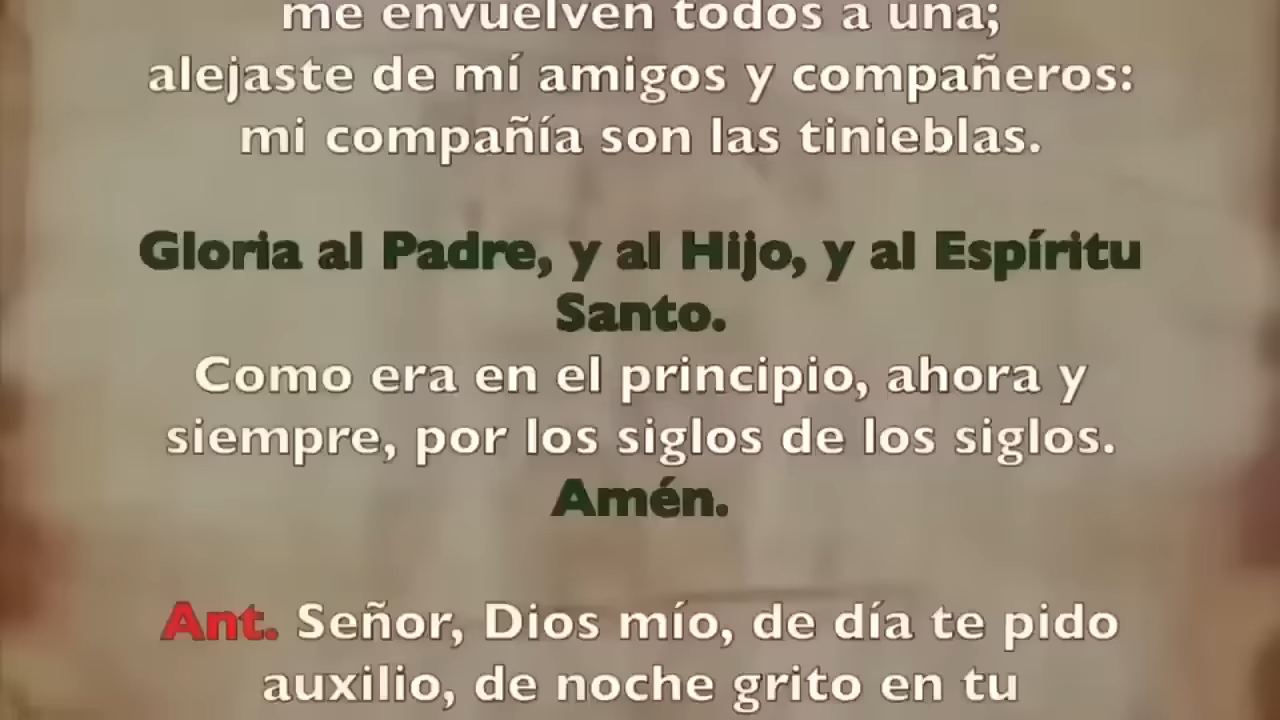 me envuelven todos a una;
alejaste de mí amigos y compañeros:
mi compañía son las tinieblas.
Gloria al Padre, y al Hijo, y al Espíritu
Santo.
Como era en el principio, ahora y
siempre, por los siglos de los siglos.
Amén.
Ant. Señor, Dios mío, de día te pido
auxilio, de noche grito en tu